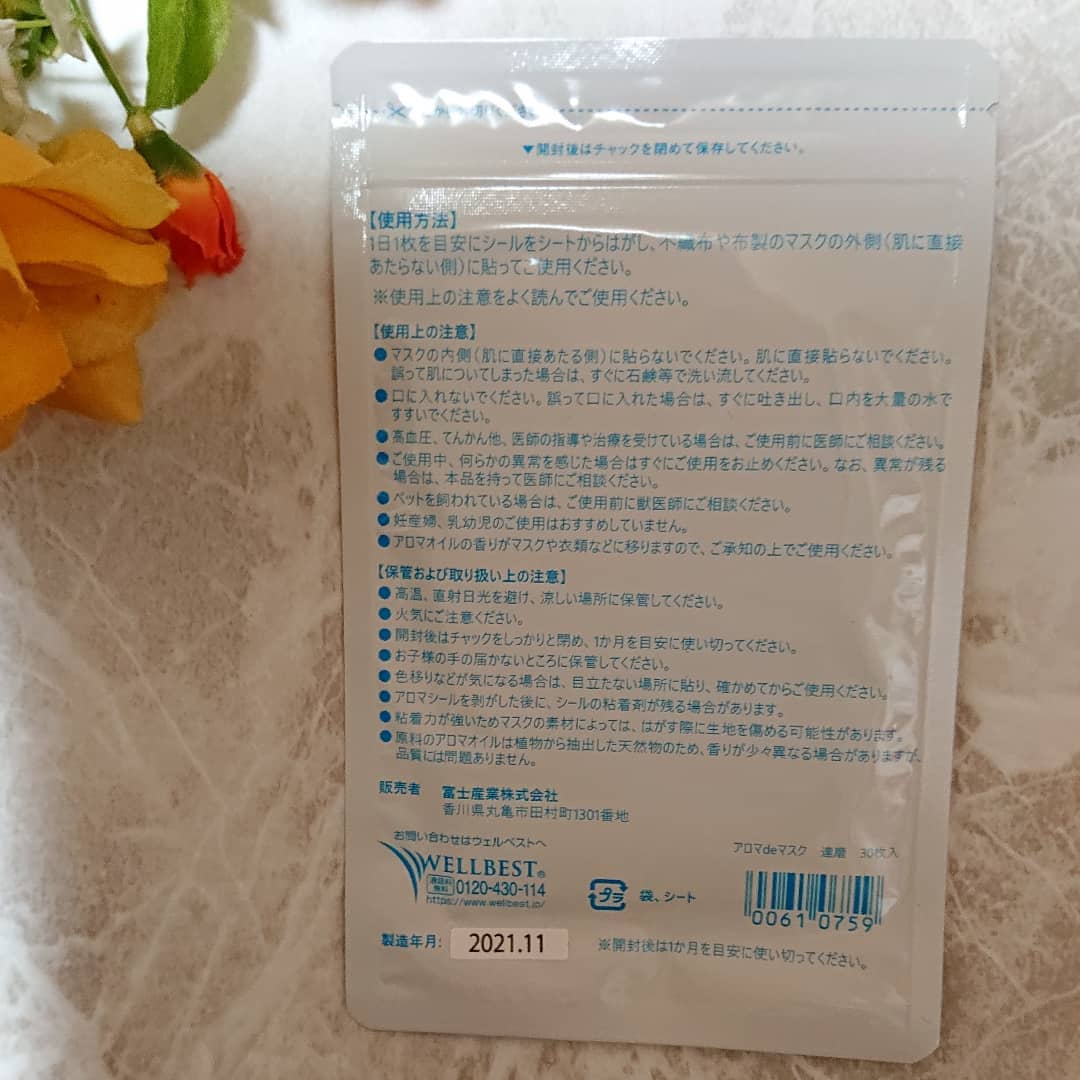 ▼開封後はチャックを閉めて保存してください。
【使用方法】
1日1枚を目安にシールをシートからはがし、不織布や布製のマスクの外側(肌に直接
あたらない側)に貼ってご使用ください。
※使用上の注意をよく読んでご使用ください。
【使用上の注意】
●マスクの内側(肌に直接あたる側)に貼らないでください。肌に直接貼らないでください。
誤って肌についてしまった場合は、すぐに石鹸等で洗い流してください。
●口に入れないでください。誤って口に入れた場合は、すぐに吐き出し、口内を大量の水で
すすいでください。
●高血圧、てんかん他、医師の指導や治療を受けている場合は、ご使用前に医師にご相談ください。
●ご使用中、何らかの異常を感じた場合はすぐにご使用をお止めください。なお、異常が残る
場合は、本品を持って医師にご相談ください。
●ペットを飼われている場合は、ご使用前に獣医師にご相談ください。
●妊産婦、乳幼児のご使用はおすすめしていません。
●アロマオイルの香りがマスクや衣類などに移りますので、ご承知の上でご使用ください。
【保管および取り扱い上の注意】
●高温、直射日光を避け、涼しい場所に保管してください。
●火気にご注意ください。
●開封後はチャックをしっかりと閉め、1か月を目安に使い切ってください。
●お子様の手の届かないところに保管してください。
●色移りなどが気になる場合は、目立たない場所に貼り、確かめてからご使用ください。
●アロマシールを剥がした後に、シールの粘着剤が残る場合があります。
●粘着力が強いためマスクの素材によっては、はがす際に生地を傷める可能性があります。
●原料のアロマオイルは植物から抽出した天然物のため、香りが少々異なる場合がありますが、
品質には問題ありません。
販売者 富士産業株式会社
香川県丸亀市田村町1301番地
お問い合わせはウェルベストへ
WELLBEST®
通話料無料 0120-430-114
https://www.wellbest.jp/
プラ 袋、シート
アロマdeマスク 達磨 30枚入
0061 0759
製造年月: 2021.11
※開封後は1か月を目安に使い切ってください。